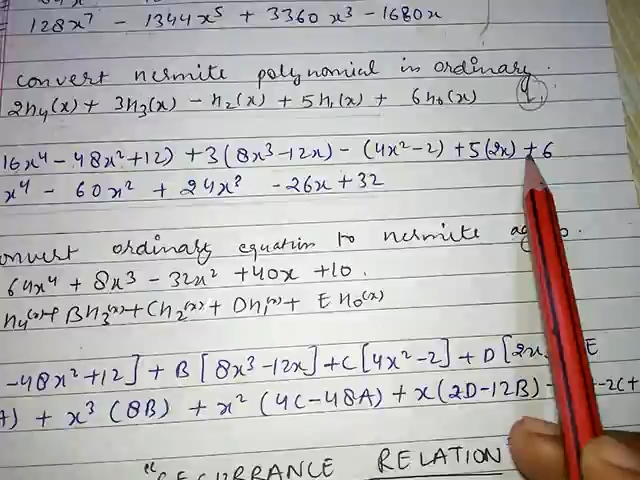 128x⁷ - 1344x⁵ + 3360x³ - 1680x
convert hermite polynomial in ordinary.
2h₄(x) + 3h₃(x) - h₂(x) + 5h₁(x) + 6h₀(x)
16x⁴ - 48x² + 12) + 3(8x³ - 12x) - (4x² - 2) + 5(2x) + 6
x⁴ - 60x² + 24x³ - 26x + 32
onvert ordinary equation to hermite
64x⁴ + 8x³ - 32x² + 40x + 10.
h₄(x) + Bh₃(x) + Ch₂(x) + Dh₁(x) + Eh₀(x)
-48x² + 12] + B[8x³ - 12x] + C[4x² - 2] + D[2x E
A) + x³(8B) + x²(4C - 48A) + x(2D - 12B) -2C+
RECURRANCE RELATION